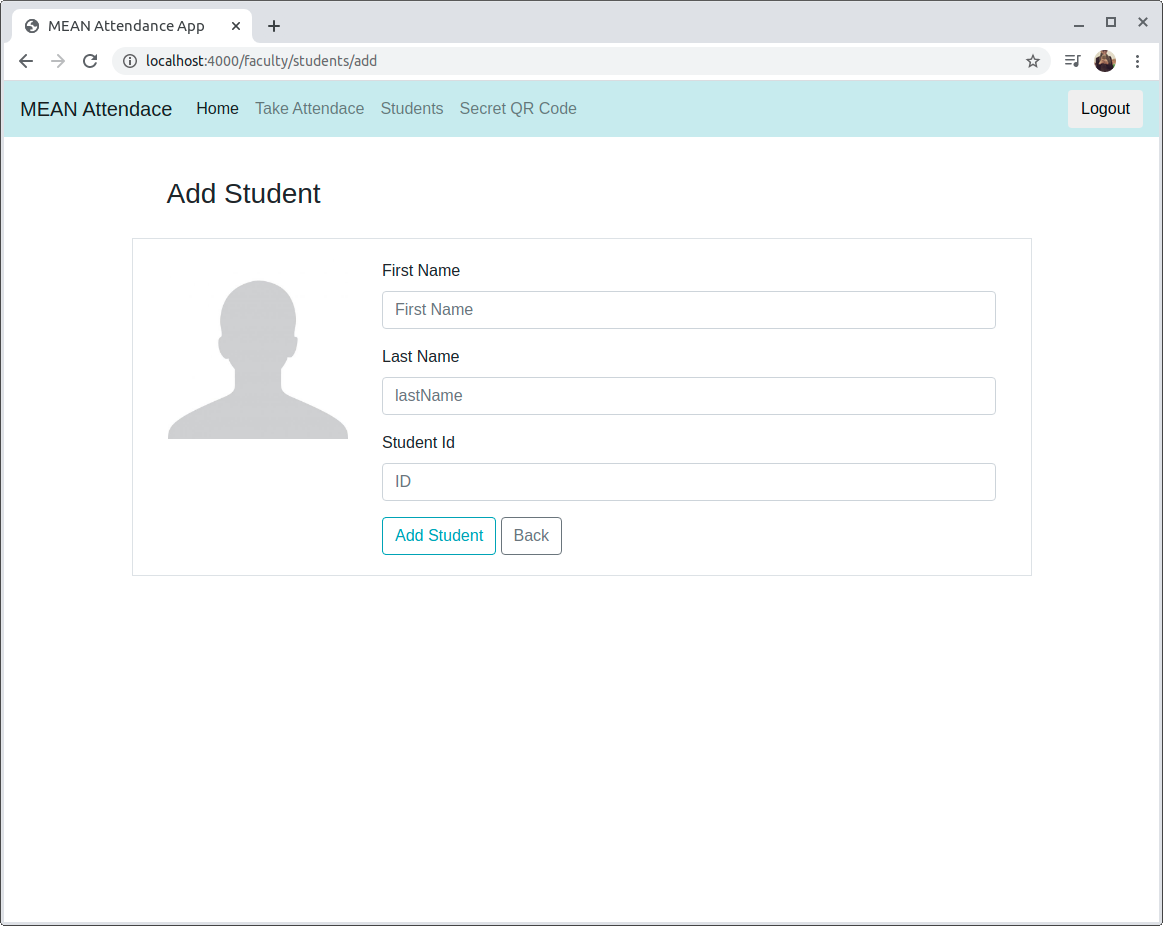 MEAN Attendance App
localhost:4000/faculty/students/add
MEAN Attendace Home Take Attendace Students Secret QR Code Logout
Add Student
First Name
First Name
Last Name
lastName
Student Id
ID
Add Student Back